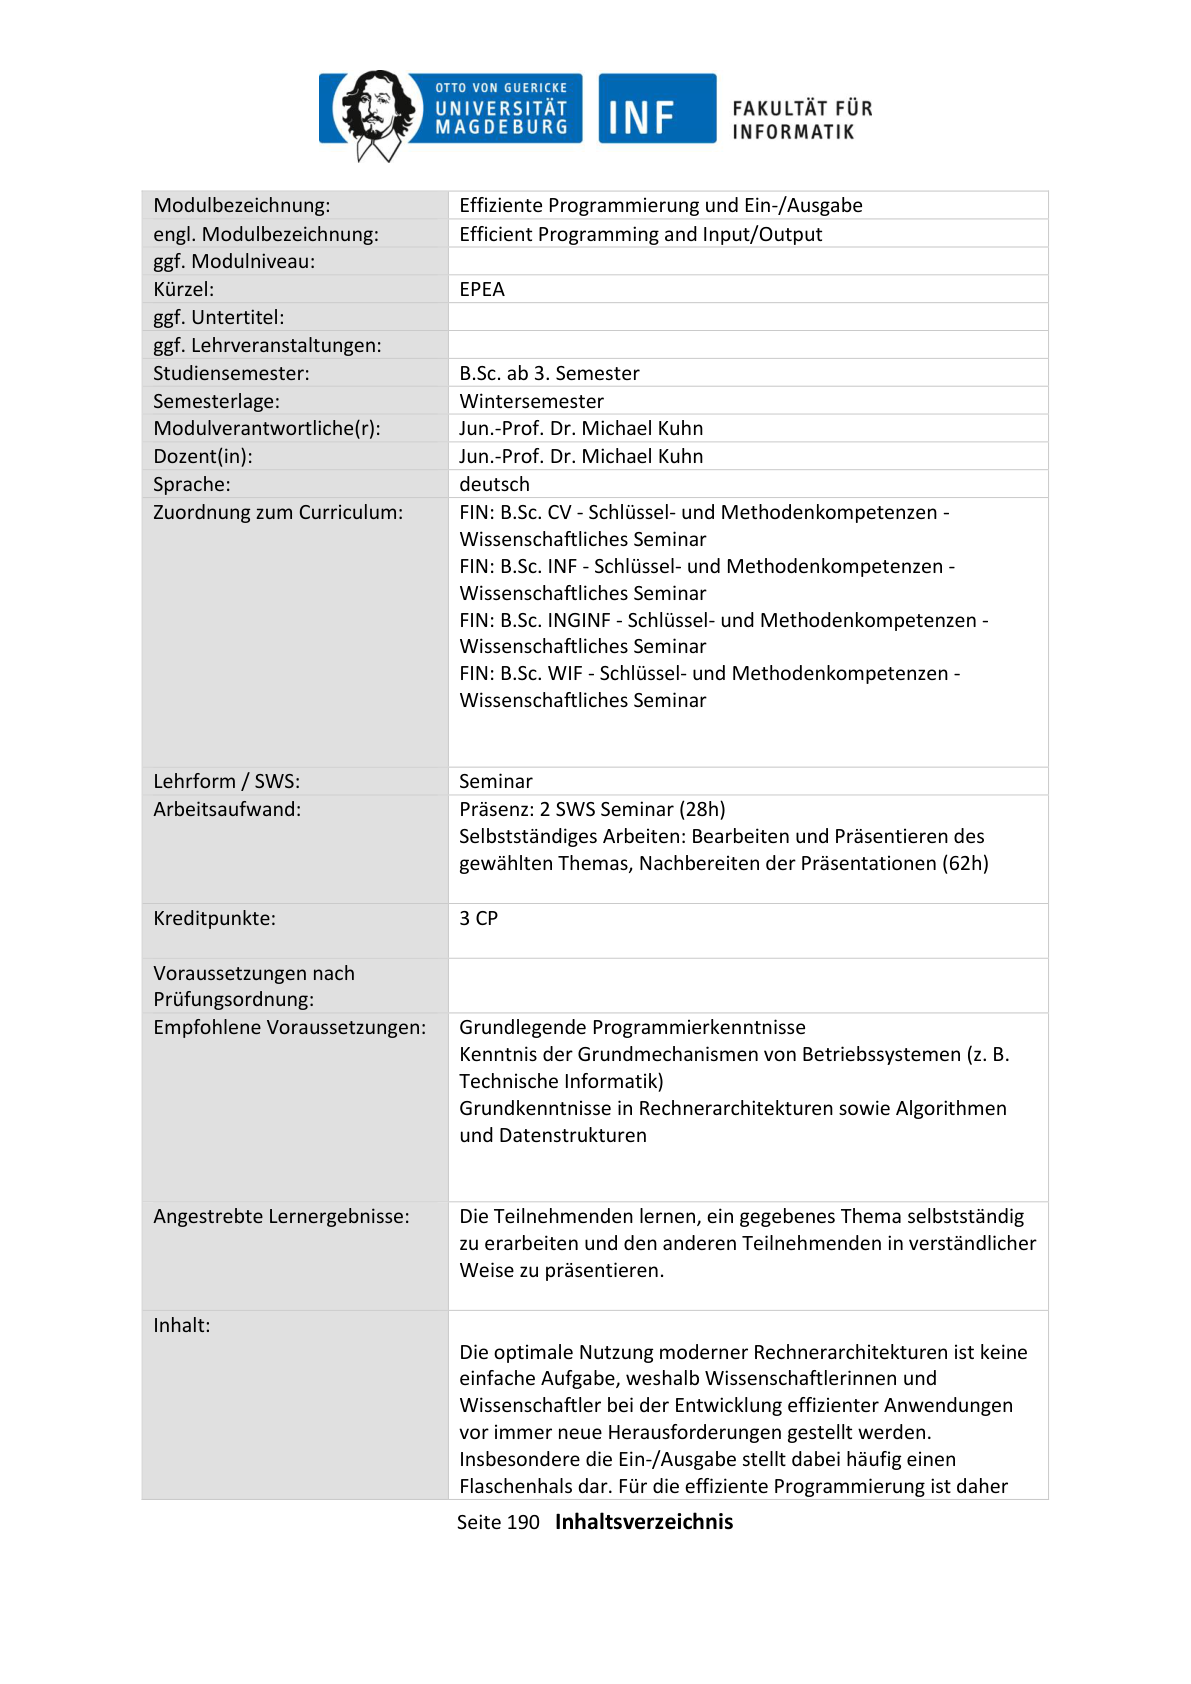 OTTO VON GUERICKE
UNIVERSITÄT
MAGDEBURG
INF
FAKULTÄT FÜR
INFORMATIK
Modulbezeichnung: Effiziente Programmierung und Ein-/Ausgabe
engl. Modulbezeichnung: Efficient Programming and Input/Output
ggf. Modulniveau:
Kürzel: EPEA
ggf. Untertitel:
ggf. Lehrveranstaltungen:
Studiensemester: B.Sc. ab 3. Semester
Semesterlage: Wintersemester
Modulverantwortliche(r): Jun.-Prof. Dr. Michael Kuhn
Dozent(in): Jun.-Prof. Dr. Michael Kuhn
Sprache: deutsch
Zuordnung zum Curriculum: FIN: B.Sc. CV - Schlüssel- und Methodenkompetenzen -
Wissenschaftliches Seminar
FIN: B.Sc. INF - Schlüssel- und Methodenkompetenzen -
Wissenschaftliches Seminar
FIN: B.Sc. INGINF - Schlüssel- und Methodenkompetenzen -
Wissenschaftliches Seminar
FIN: B.Sc. WIF - Schlüssel- und Methodenkompetenzen -
Wissenschaftliches Seminar
Lehrform / SWS: Seminar
Arbeitsaufwand: Präsenz: 2 SWS Seminar (28h)
Selbstständiges Arbeiten: Bearbeiten und Präsentieren des
gewählten Themas, Nachbereiten der Präsentationen (62h)
Kreditpunkte: 3 CP
Voraussetzungen nach
Prüfungsordnung:
Empfohlene Voraussetzungen: Grundlegende Programmierkenntnisse
Kenntnis der Grundmechanismen von Betriebssystemen (z. B.
Technische Informatik)
Grundkenntnisse in Rechnerarchitekturen sowie Algorithmen
und Datenstrukturen
Angestrebte Lernergebnisse: Die Teilnehmenden lernen, ein gegebenes Thema selbstständig
zu erarbeiten und den anderen Teilnehmenden in verständlicher
Weise zu präsentieren.
Inhalt:
Die optimale Nutzung moderner Rechnerarchitekturen ist keine
einfache Aufgabe, weshalb Wissenschaftlerinnen und
Wissenschaftler bei der Entwicklung effizienter Anwendungen
vor immer neue Herausforderungen gestellt werden.
Insbesondere die Ein-/Ausgabe stellt dabei häufig einen
Flaschenhals dar. Für die effiziente Programmierung ist daher
Seite 190 Inhaltsverzeichnis